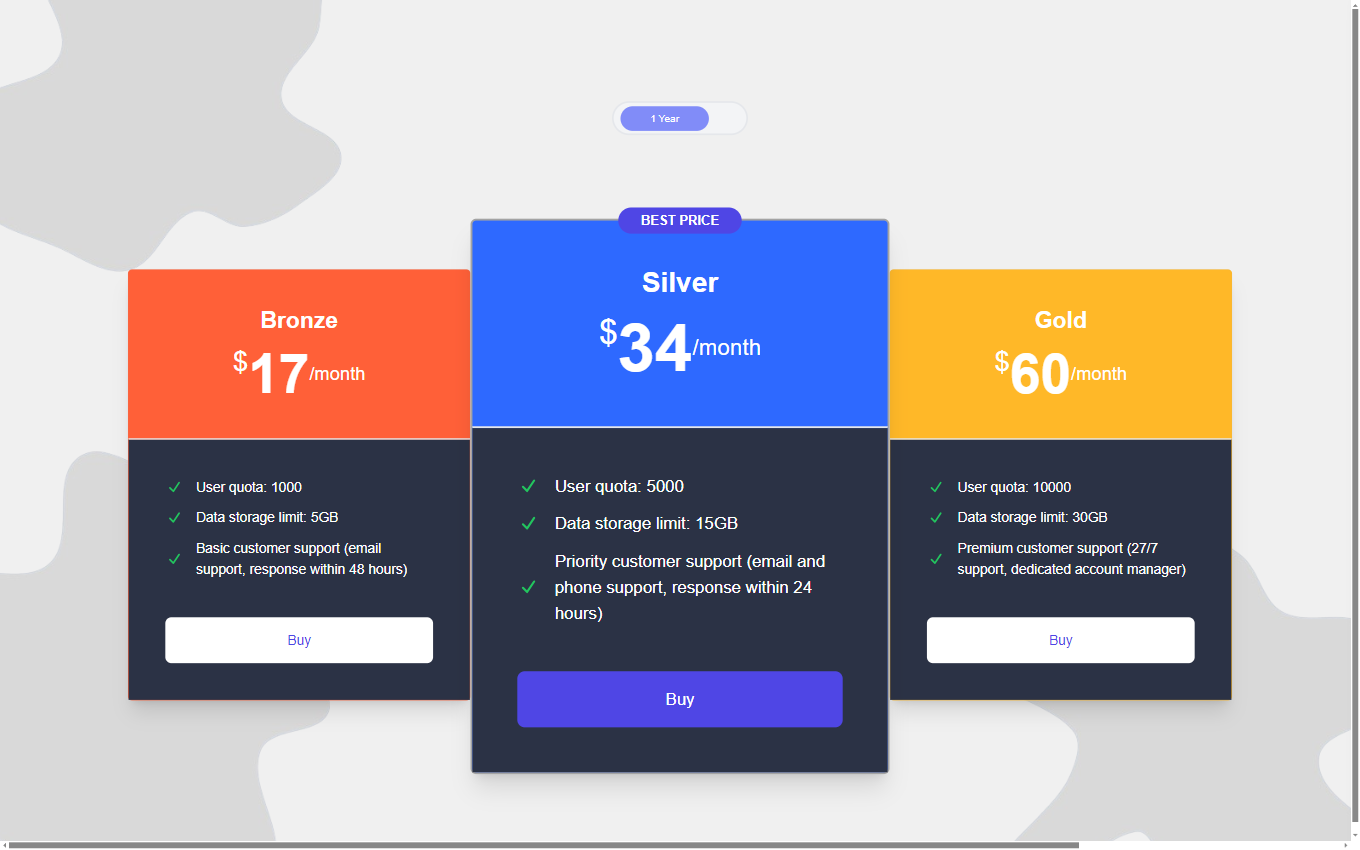 1 Year
BEST PRICE
Bronze
$17/month
User quota: 1000
Data storage limit: 5GB
Basic customer support (email
support, response within 48 hours)
Buy
Silver
$34/month
User quota: 5000
Data storage limit: 15GB
Priority customer support (email and
phone support, response within 24
hours)
Buy
Gold
$60/month
User quota: 10000
Data storage limit: 30GB
Premium customer support (27/7
support, dedicated account manager)
Buy